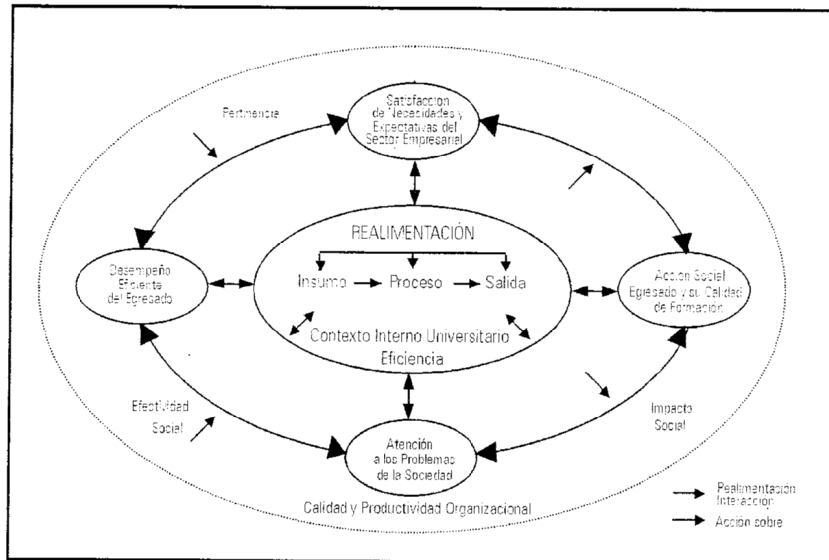 Satisfacción
de Necesidades y
Expectativas del
Sector Empresarial
Pertinencia
REALIMENTACIÓN
Insumo Proceso Salida
Desempeño
Eficiente
del Egresado
Acción Social
Egresado y su Calidad
de Formación
Contexto Interno Universitario
Eficiencia
Efectividad
Social
Impacto
Social
Atención
a los Problemas
de la Sociedad
Calidad y Productividad Organizacional
Realimentación
Interacción
Acción sobre